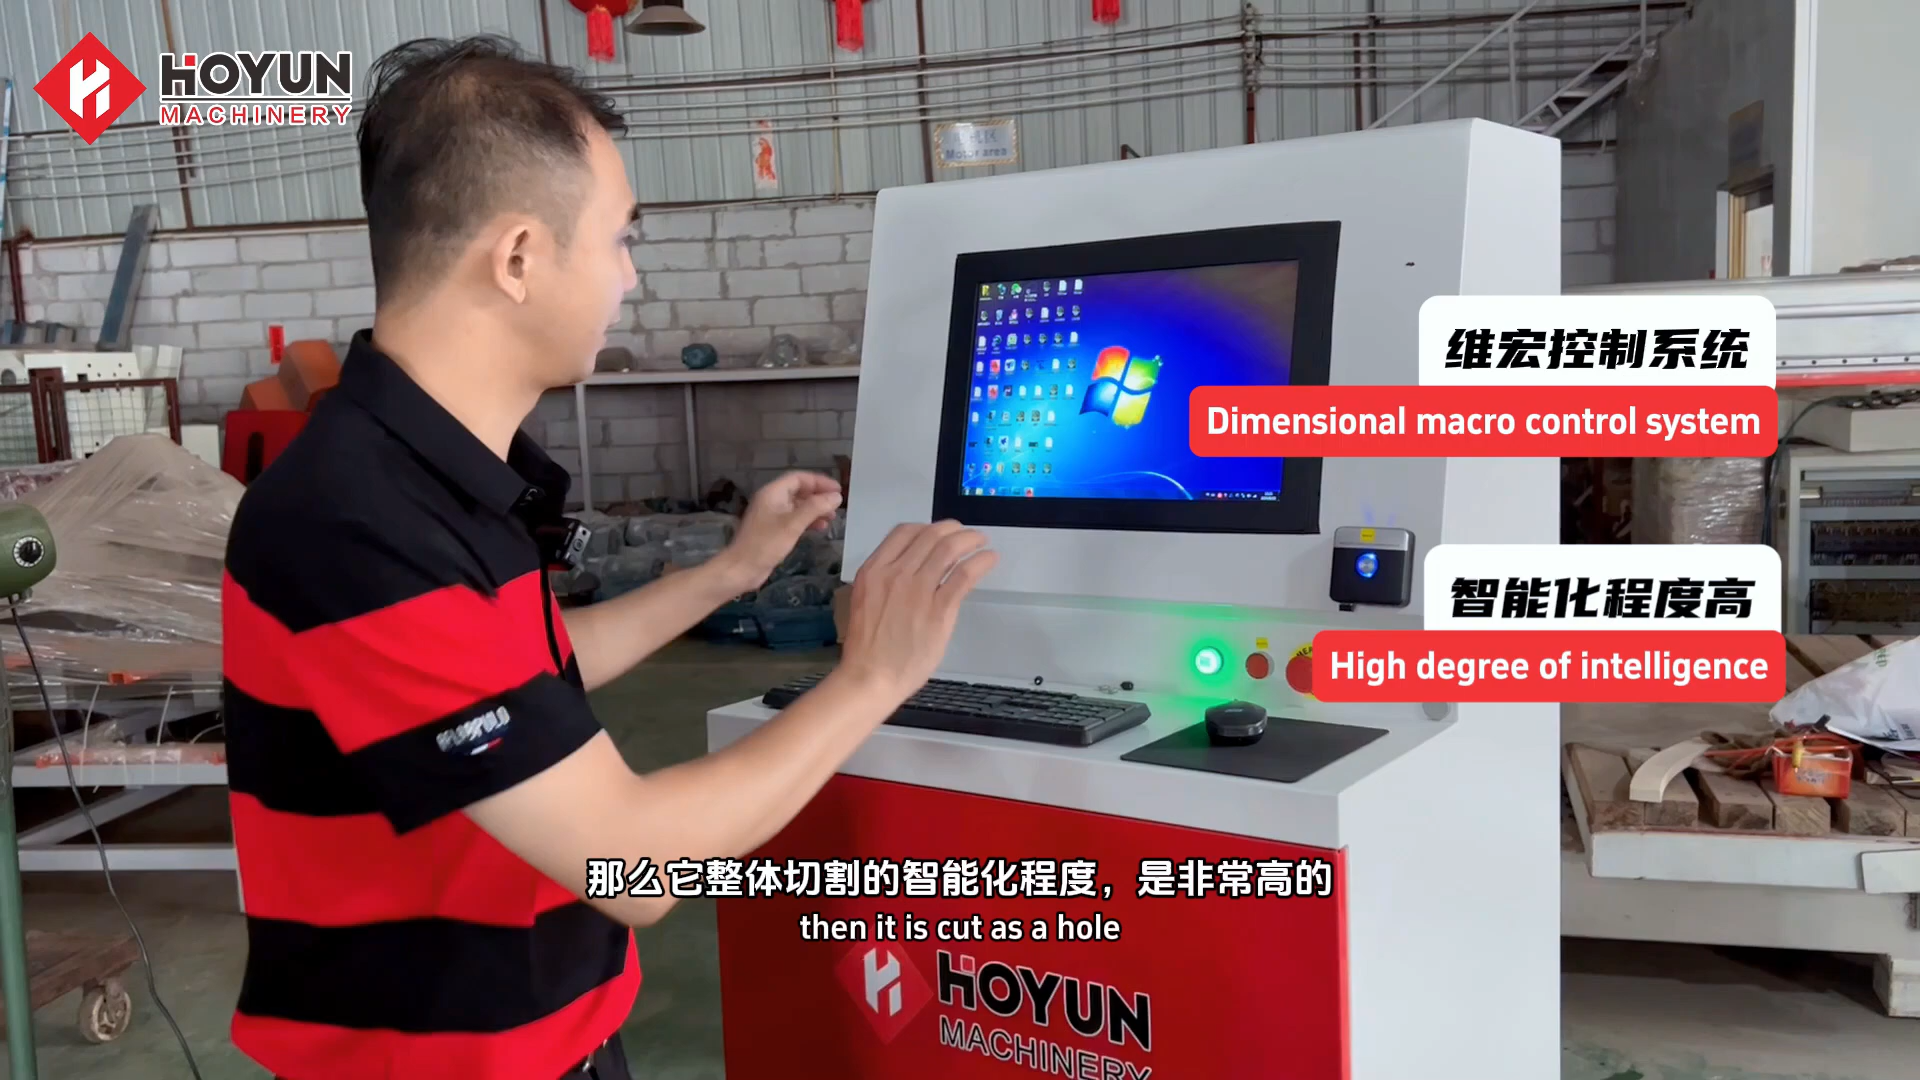 HOYUN
MACHINERY
Motor area
维宏控制系统
Dimensional macro control system
智能化程度高
High degree of intelligence
那么它整体切割的智能化程度，是非常高的
then it is cut as a hole
HOYUN
MACHINERY